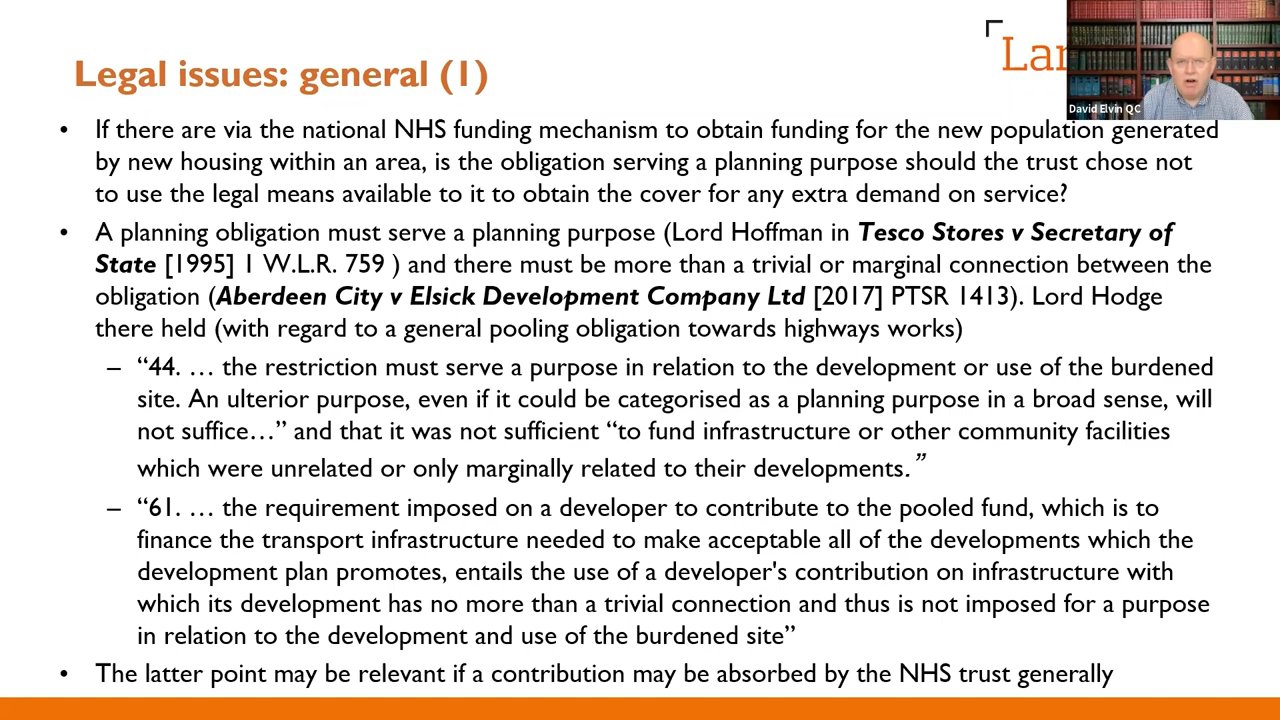 Lan
David Elvin QC
Legal issues: general (1)
• If there are via the national NHS funding mechanism to obtain funding for the new population generated
by new housing within an area, is the obligation serving a planning purpose should the trust chose not
to use the legal means available to it to obtain the cover for any extra demand on service?
• A planning obligation must serve a planning purpose (Lord Hoffman in Tesco Stores v Secretary of
State [1995] 1 W.L.R. 759 ) and there must be more than a trivial or marginal connection between the
obligation (Aberdeen City v Elsick Development Company Ltd [2017] PTSR 1413). Lord Hodge
there held (with regard to a general pooling obligation towards highways works)
– “44. … the restriction must serve a purpose in relation to the development or use of the burdened
site. An ulterior purpose, even if it could be categorised as a planning purpose in a broad sense, will
not suffice…” and that it was not sufficient “to fund infrastructure or other community facilities
which were unrelated or only marginally related to their developments.”
– “61. … the requirement imposed on a developer to contribute to the pooled fund, which is to
finance the transport infrastructure needed to make acceptable all of the developments which the
development plan promotes, entails the use of a developer's contribution on infrastructure with
which its development has no more than a trivial connection and thus is not imposed for a purpose
in relation to the development and use of the burdened site”
• The latter point may be relevant if a contribution may be absorbed by the NHS trust generally